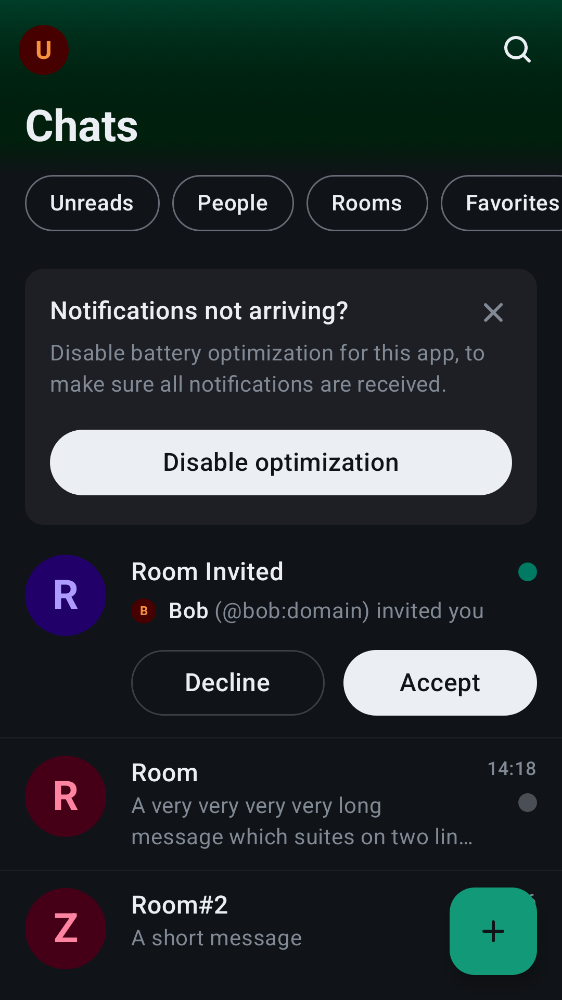 U
Chats
Unreads People Rooms Favorites
Notifications not arriving?
Disable battery optimization for this app, to
make sure all notifications are received.
Disable optimization
R
Room Invited
B Bob (@bob:domain) invited you
Decline Accept
R
Room 14:18
A very very very very long
message which suites on two lin…
Z
Room#2
A short message